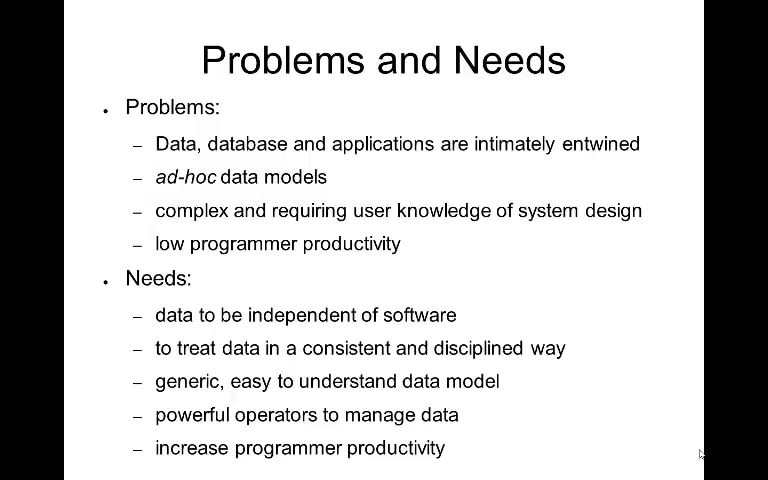 Problems and Needs
• Problems:
– Data, database and applications are intimately entwined
– ad-hoc data models
– complex and requiring user knowledge of system design
– low programmer productivity
• Needs:
– data to be independent of software
– to treat data in a consistent and disciplined way
– generic, easy to understand data model
– powerful operators to manage data
– increase programmer productivity